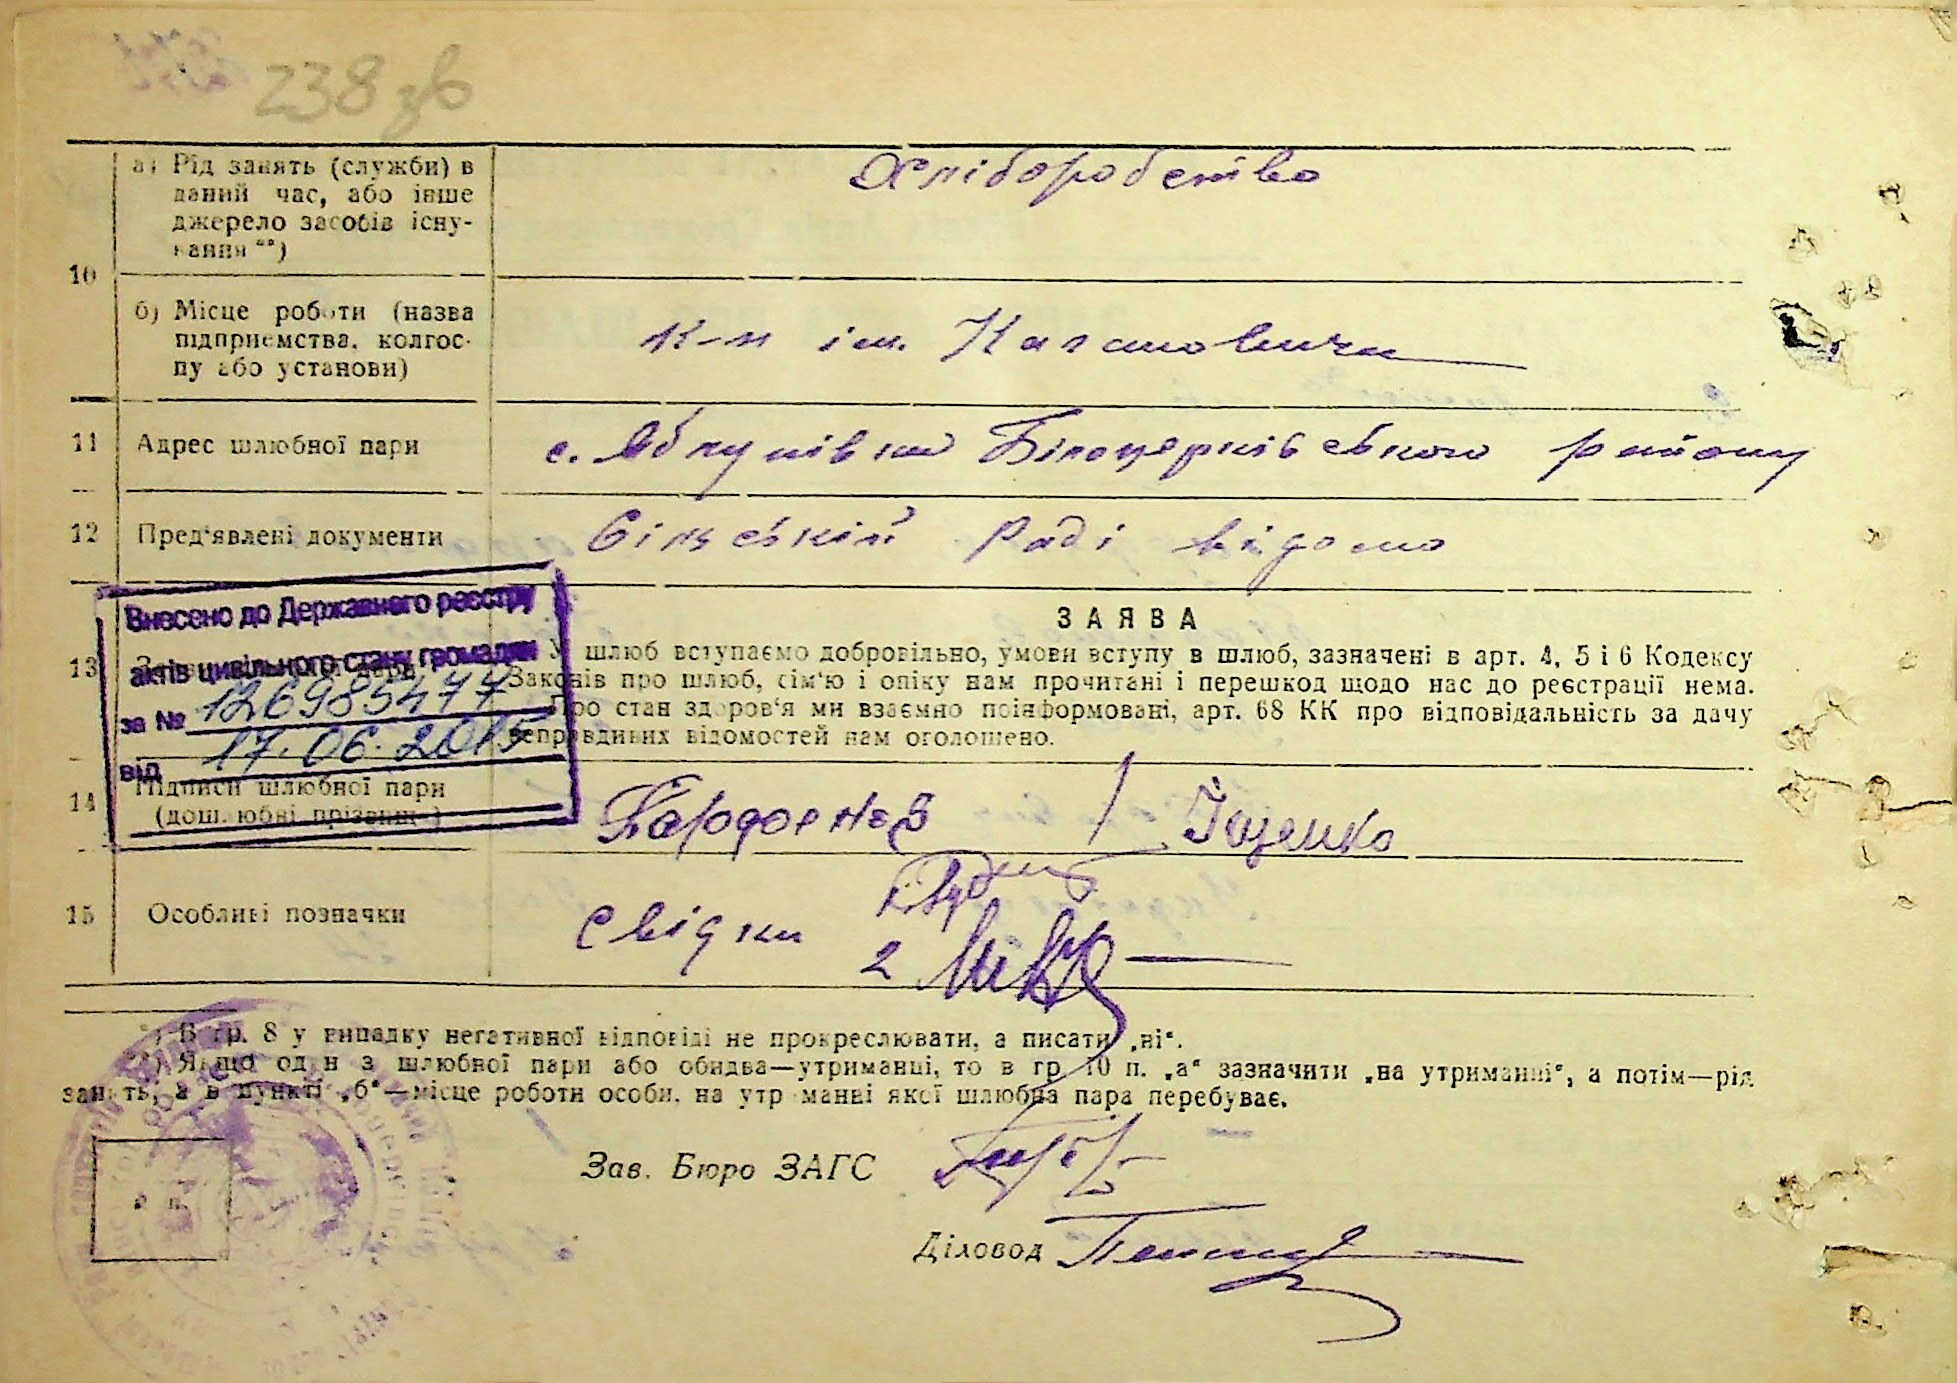 238 зв
а) Рід занять (служби) в
даний час, або інше
джерело засобів існу-
вання **)
Хліборобство
10
б) Місце роботи (назва
підприємства, колгос-
пу або установи)
к-п ім. Кагановича
11 Адрес шлюбної пари
с. Яблунівка Білоцерківського району
12 Пред'явлені документи
Сільській Раді відомо
13
ЗАЯВА
У шлюб вступаємо добровільно, умови вступу в шлюб, зазначені в арт. 4, 5 і 6 Кодексу
Законів про шлюб, сім'ю і опіку нам прочитані і перешкод щодо нас до реєстрації нема.
Про стан здоров'я ми взаємно поінформовані, арт. 68 КК про відповідальність за дачу
неправдивих відомостей нам оголошено.
Внесено до Державного реєстру
актів цивільного стану громадян
за № 126985477
від 17.06.2015
14 Підписи шлюбної пари
(дошлюбні прізвища)
Яценко
15 Особливі позначки
Свідки
2
*) В гр. 8 у випадку негативної відповіді не прокреслювати, а писати „ні“.
**) Якщо один з шлюбної пари або обидва—утриманці, то в гр. 10 п. „а“ зазначити „на утриманні“, а потім—рід
занять, а в пункті „б“—місце роботи особи, на утриманні якої шлюбна пара перебуває.
Зав. Бюро ЗАГС
Діловод